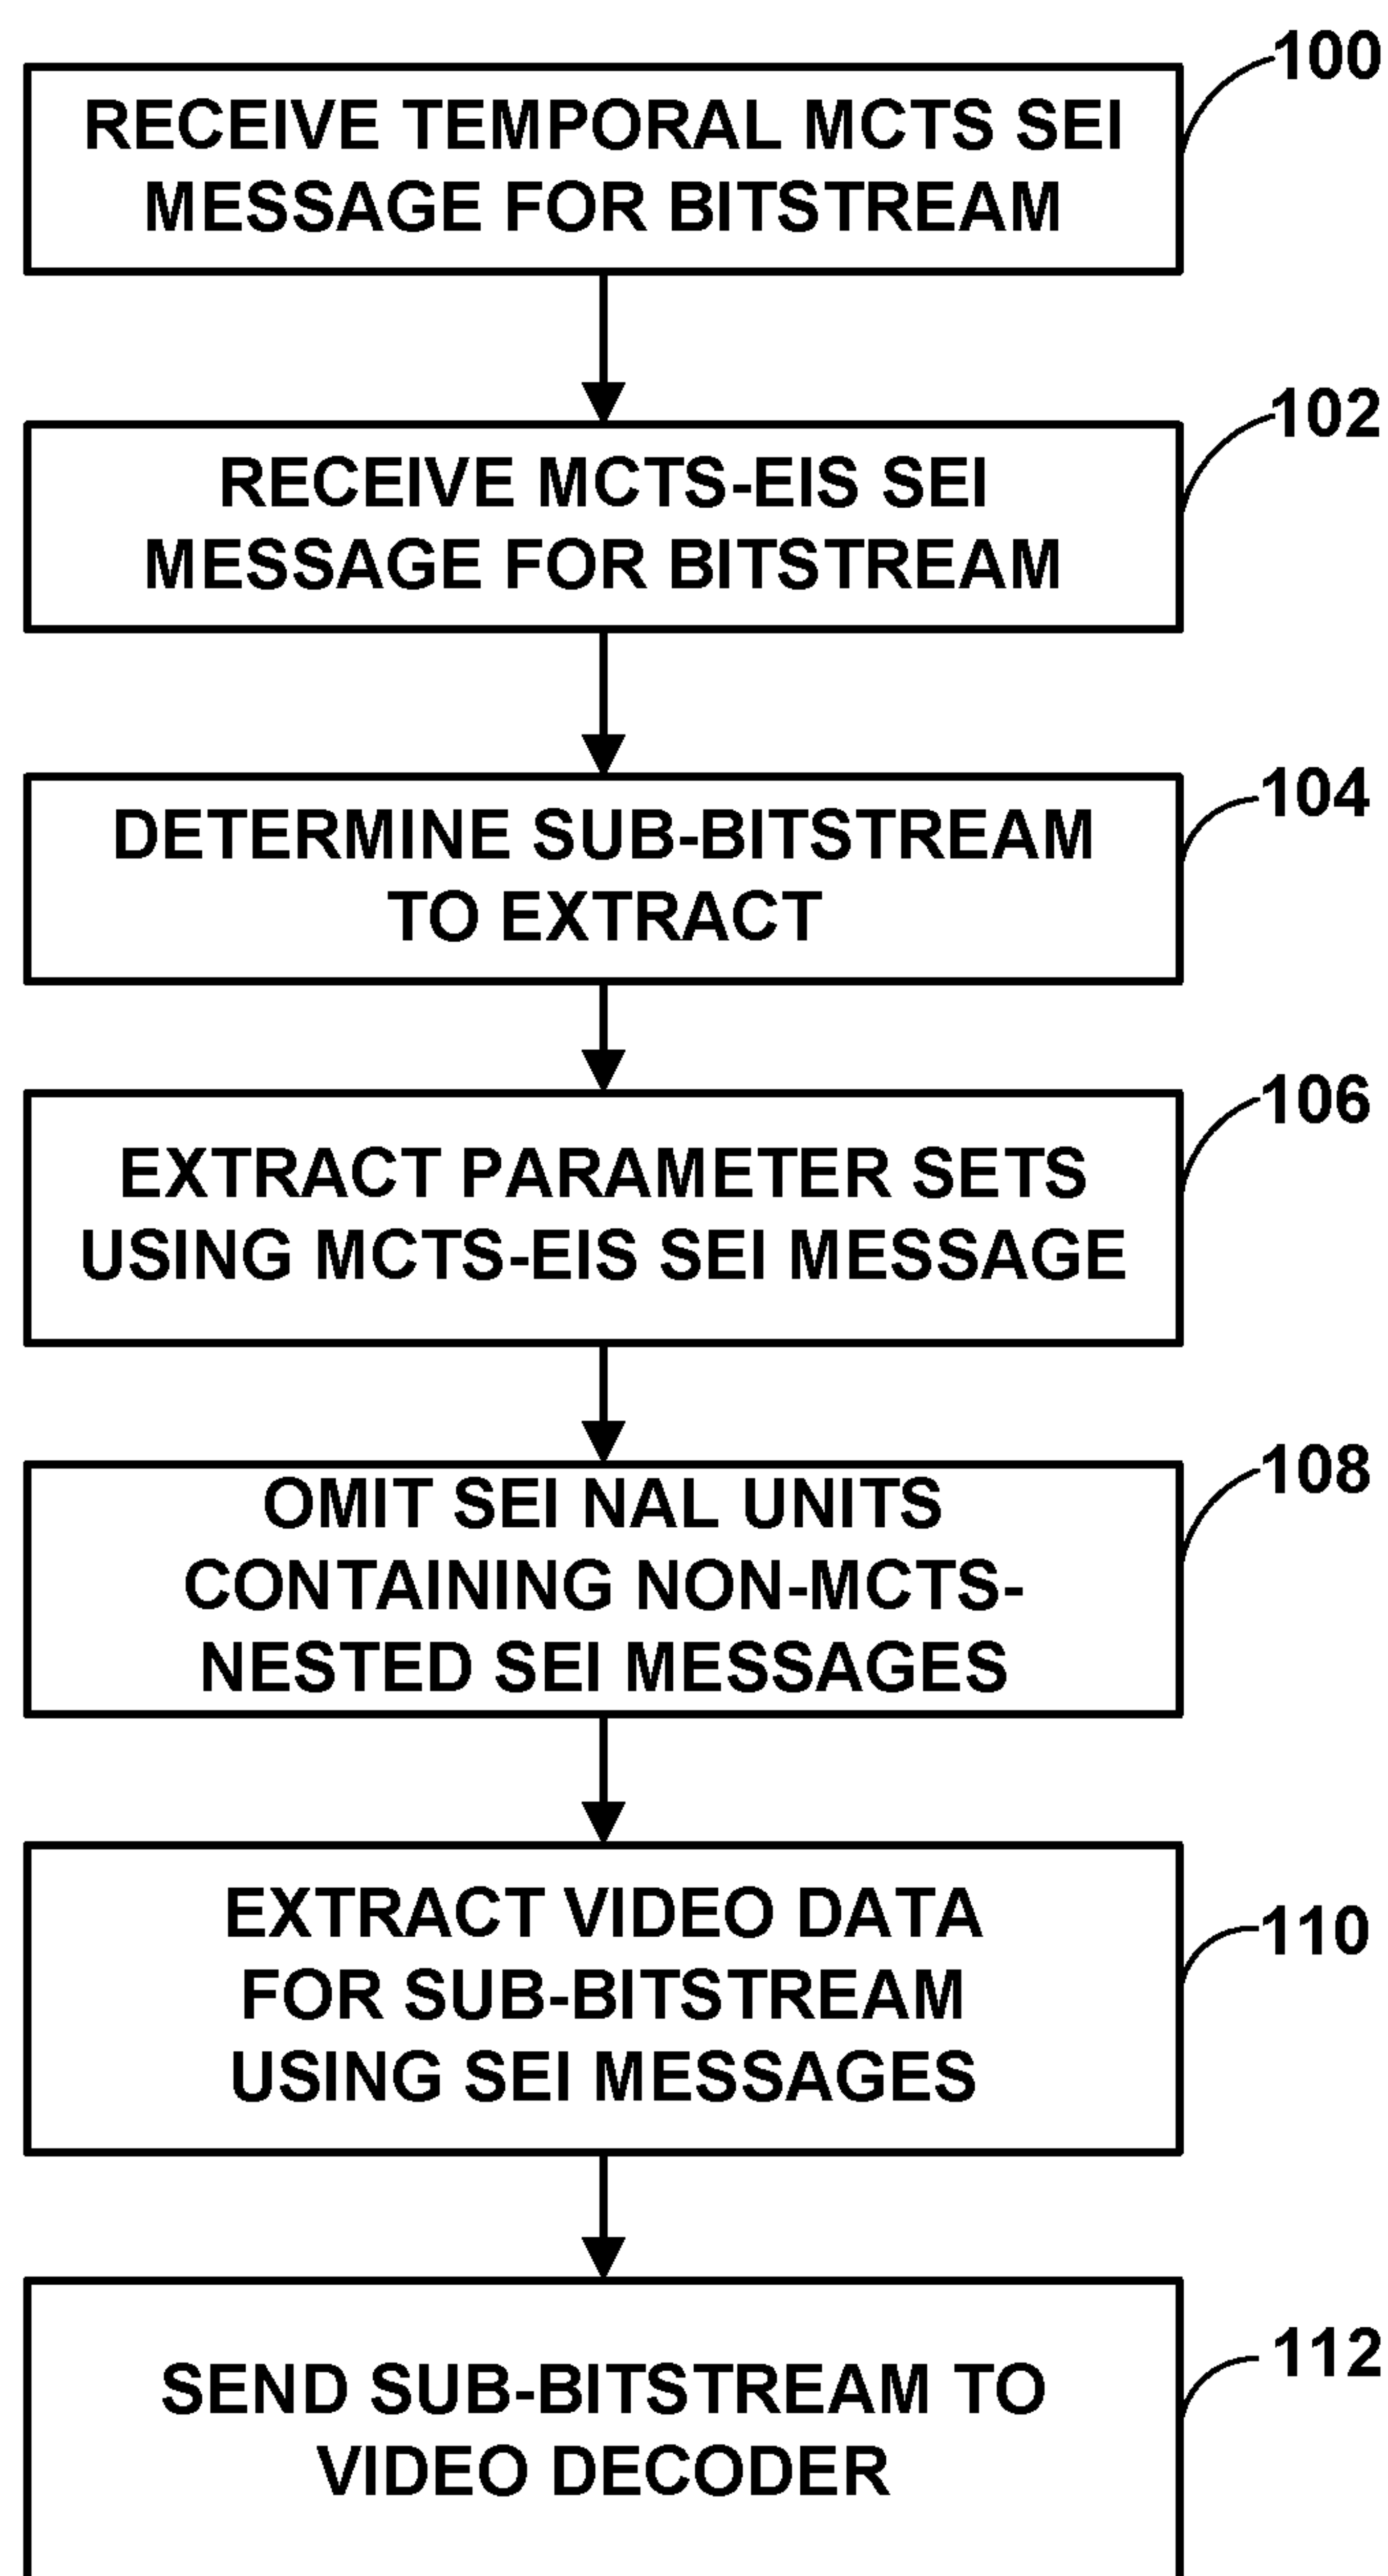 100
RECEIVE TEMPORAL MCTS SEI
MESSAGE FOR BITSTREAM
102
RECEIVE MCTS-EIS SEI
MESSAGE FOR BITSTREAM
104
DETERMINE SUB-BITSTREAM
TO EXTRACT
106
EXTRACT PARAMETER SETS
USING MCTS-EIS SEI MESSAGE
108
OMIT SEI NAL UNITS
CONTAINING NON-MCTS-
NESTED SEI MESSAGES
110
EXTRACT VIDEO DATA
FOR SUB-BITSTREAM
USING SEI MESSAGES
112
SEND SUB-BITSTREAM TO
VIDEO DECODER